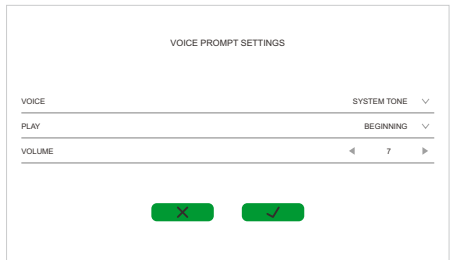 VOICE PROMPT SETTINGS
VOICE SYSTEM TONE
PLAY BEGINNING
VOLUME 7